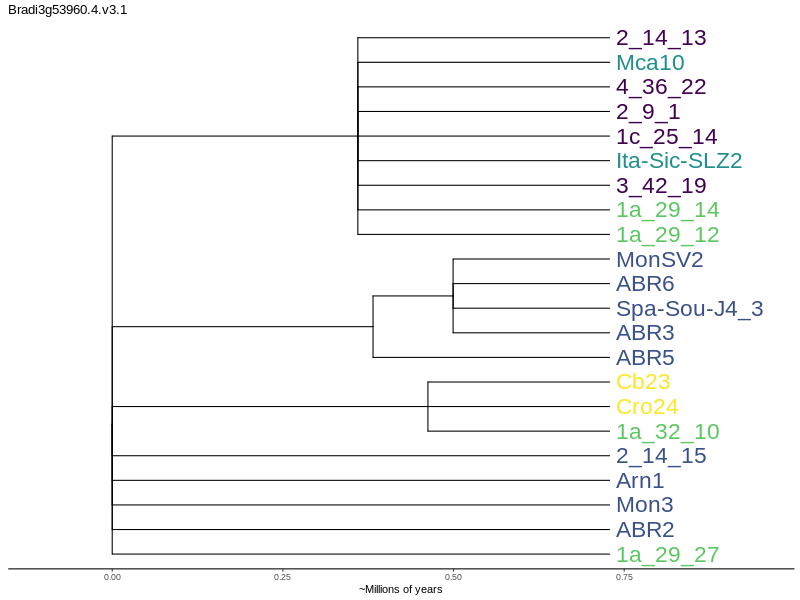 Bradi3g53960.4.v3.1
2_14_13
Mca10
4_36_22
2_9_1
1c_25_14
Ita-Sic-SLZ2
3_42_19
1a_29_14
1a_29_12
MonSV2
ABR6
Spa-Sou-J4_3
ABR3
ABR5
Cb23
Cro24
1a_32_10
2_14_15
Arn1
Mon3
ABR2
1a_29_27
0.00 0.25 0.50 0.75
~Millions of years